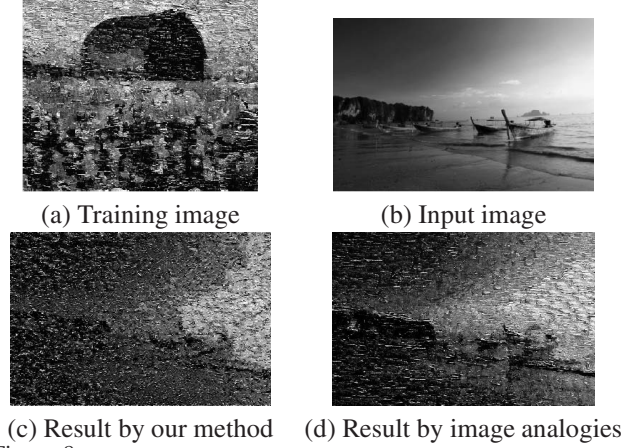 (a) Training image
(b) Input image
(c) Result by our method
(d) Result by image analogies